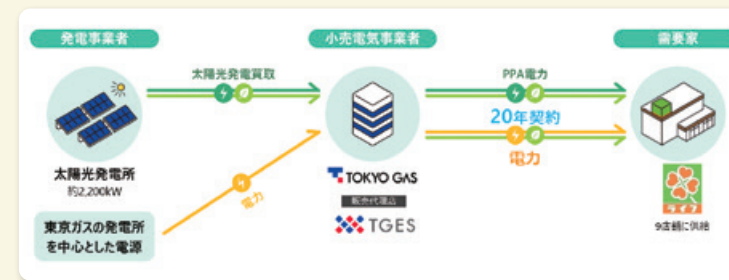 発電事業者
小売電気事業者
需要家
太陽光発電買取
PPA電力
20年契約
電力
太陽光発電所
約2,200kW
電力
東京ガスの発電所
を中心とした電源
TOKYO GAS
販売代理店
TGES
ライフ
9店舗に供給